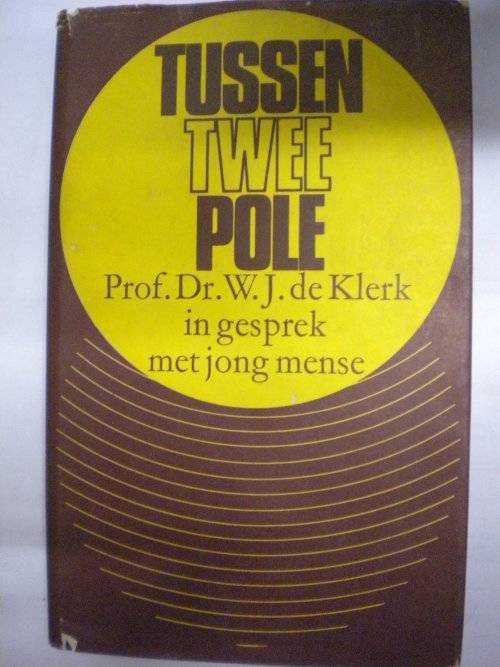 TUSSEN
TWEE
POLE
Prof. Dr. W. J. de Klerk
in gesprek
met jong mense